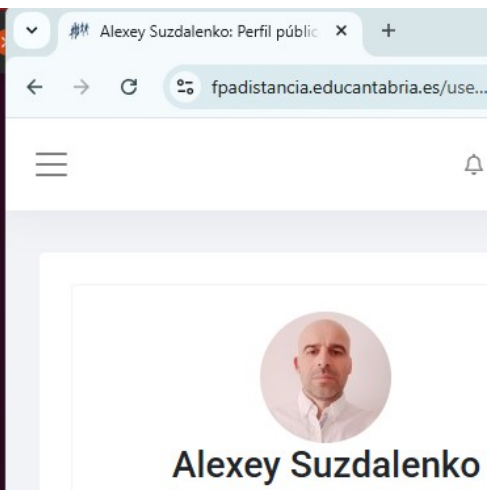 Alexey Suzdalenko: Perfil públic
fpadistancia.educantabria.es/use...
Alexey Suzdalenko